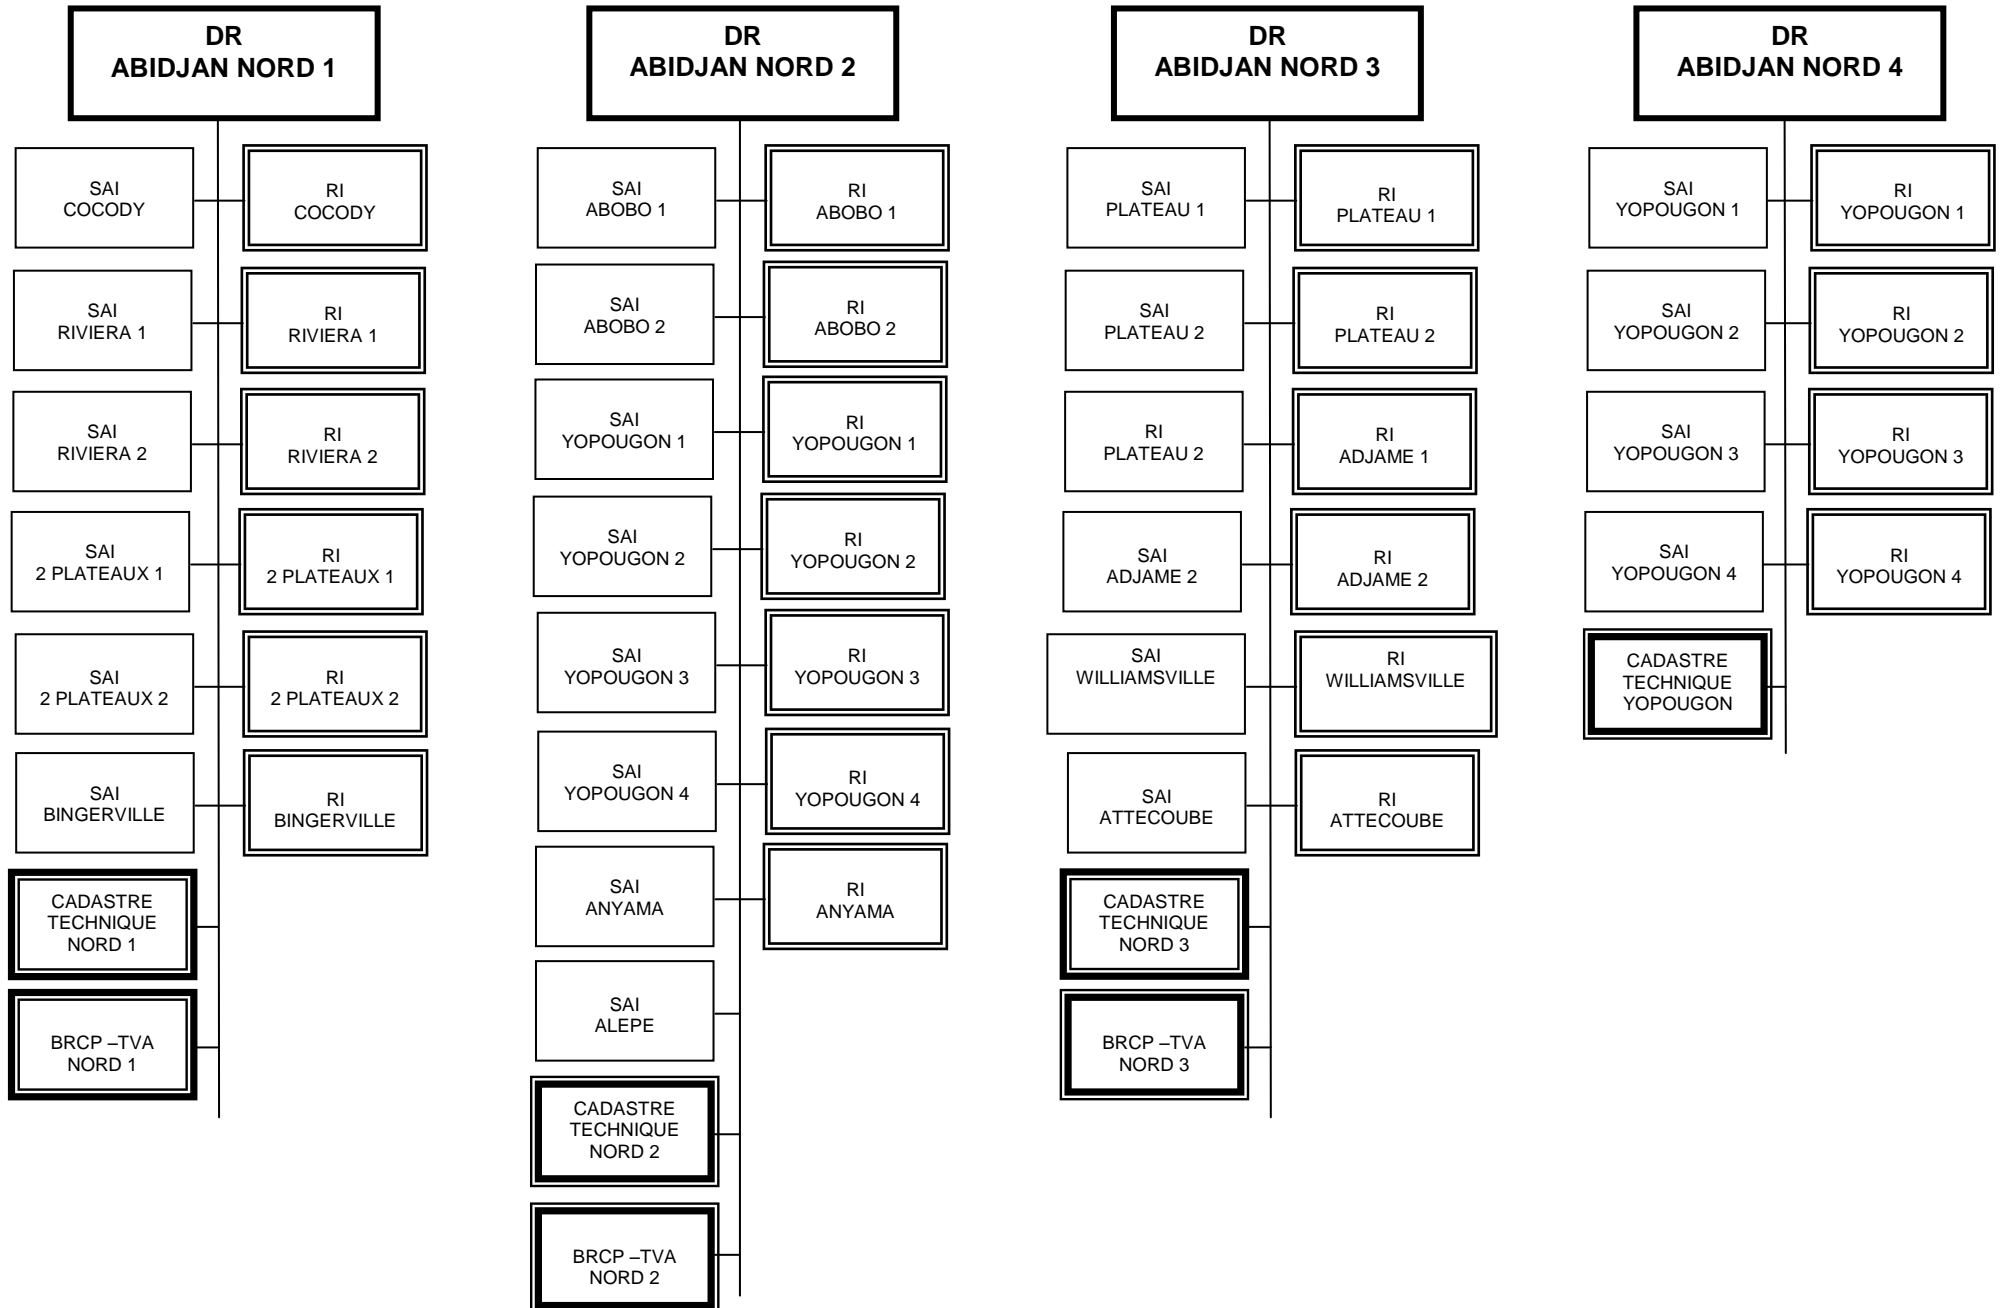 DR
ABIDJAN NORD 1
SAI
COCODY
RI
COCODY
SAI
RIVIERA 1
RI
RIVIERA 1
SAI
RIVIERA 2
RI
RIVIERA 2
SAI
2 PLATEAUX 1
RI
2 PLATEAUX 1
SAI
2 PLATEAUX 2
RI
2 PLATEAUX 2
SAI
BINGERVILLE
RI
BINGERVILLE
CADASTRE
TECHNIQUE
NORD 1
BRCP –TVA
NORD 1
DR
ABIDJAN NORD 2
SAI
ABOBO 1
RI
ABOBO 1
SAI
ABOBO 2
RI
ABOBO 2
SAI
YOPOUGON 1
RI
YOPOUGON 1
SAI
YOPOUGON 2
RI
YOPOUGON 2
SAI
YOPOUGON 3
RI
YOPOUGON 3
SAI
YOPOUGON 4
RI
YOPOUGON 4
SAI
ANYAMA
RI
ANYAMA
SAI
ALEPE
CADASTRE
TECHNIQUE
NORD 2
BRCP –TVA
NORD 2
DR
ABIDJAN NORD 3
SAI
PLATEAU 1
RI
PLATEAU 1
SAI
PLATEAU 2
RI
PLATEAU 2
RI
PLATEAU 2
RI
ADJAME 1
SAI
ADJAME 2
RI
ADJAME 2
SAI
WILLIAMSVILLE
RI
WILLIAMSVILLE
SAI
ATTECOUBE
RI
ATTECOUBE
CADASTRE
TECHNIQUE
NORD 3
BRCP –TVA
NORD 3
DR
ABIDJAN NORD 4
SAI
YOPOUGON 1
RI
YOPOUGON 1
SAI
YOPOUGON 2
RI
YOPOUGON 2
SAI
YOPOUGON 3
RI
YOPOUGON 3
SAI
YOPOUGON 4
RI
YOPOUGON 4
CADASTRE
TECHNIQUE
YOPOUGON